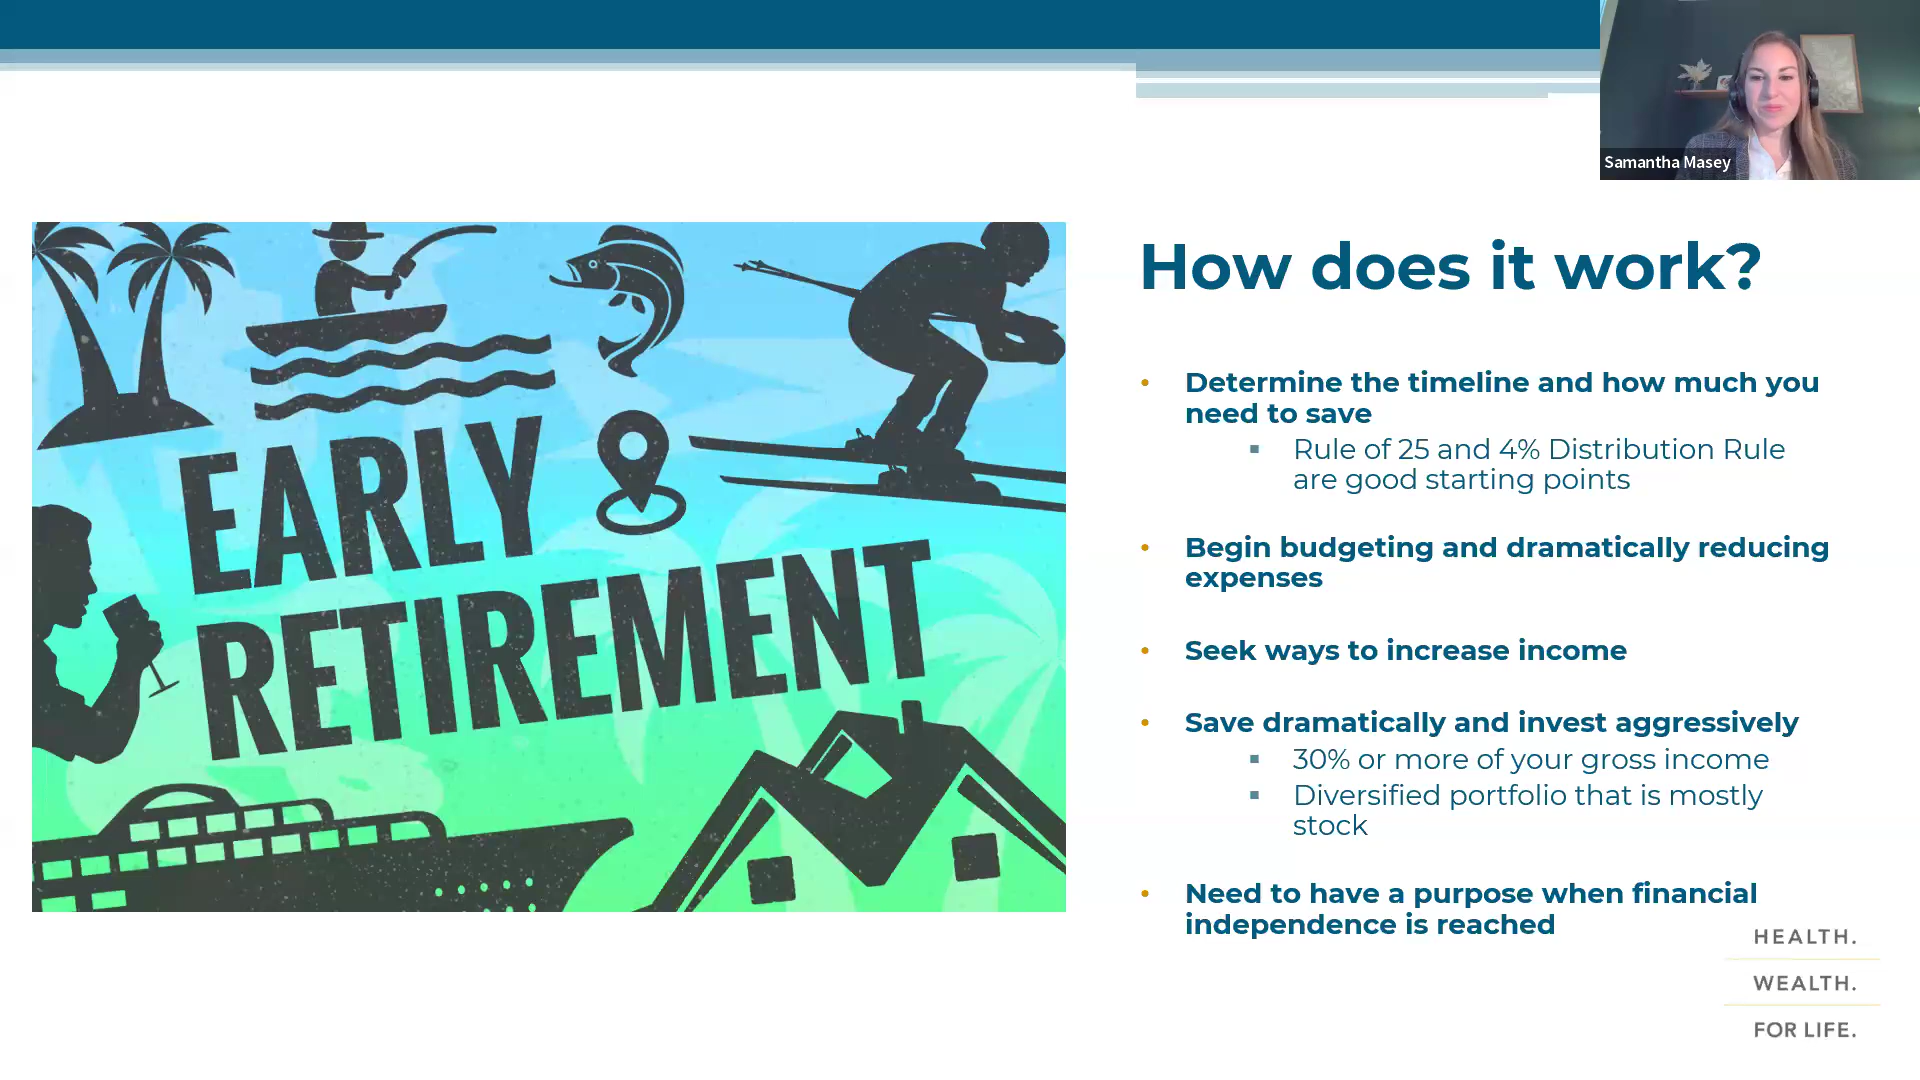 Samantha Masey
EARLY
RETIREMENT
How does it work?
• Determine the timeline and how much you
need to save
▪ Rule of 25 and 4% Distribution Rule
are good starting points
• Begin budgeting and dramatically reducing
expenses
• Seek ways to increase income
• Save dramatically and invest aggressively
▪ 30% or more of your gross income
▪ Diversified portfolio that is mostly
stock
• Need to have a purpose when financial
independence is reached
HEALTH.
WEALTH.
FOR LIFE.